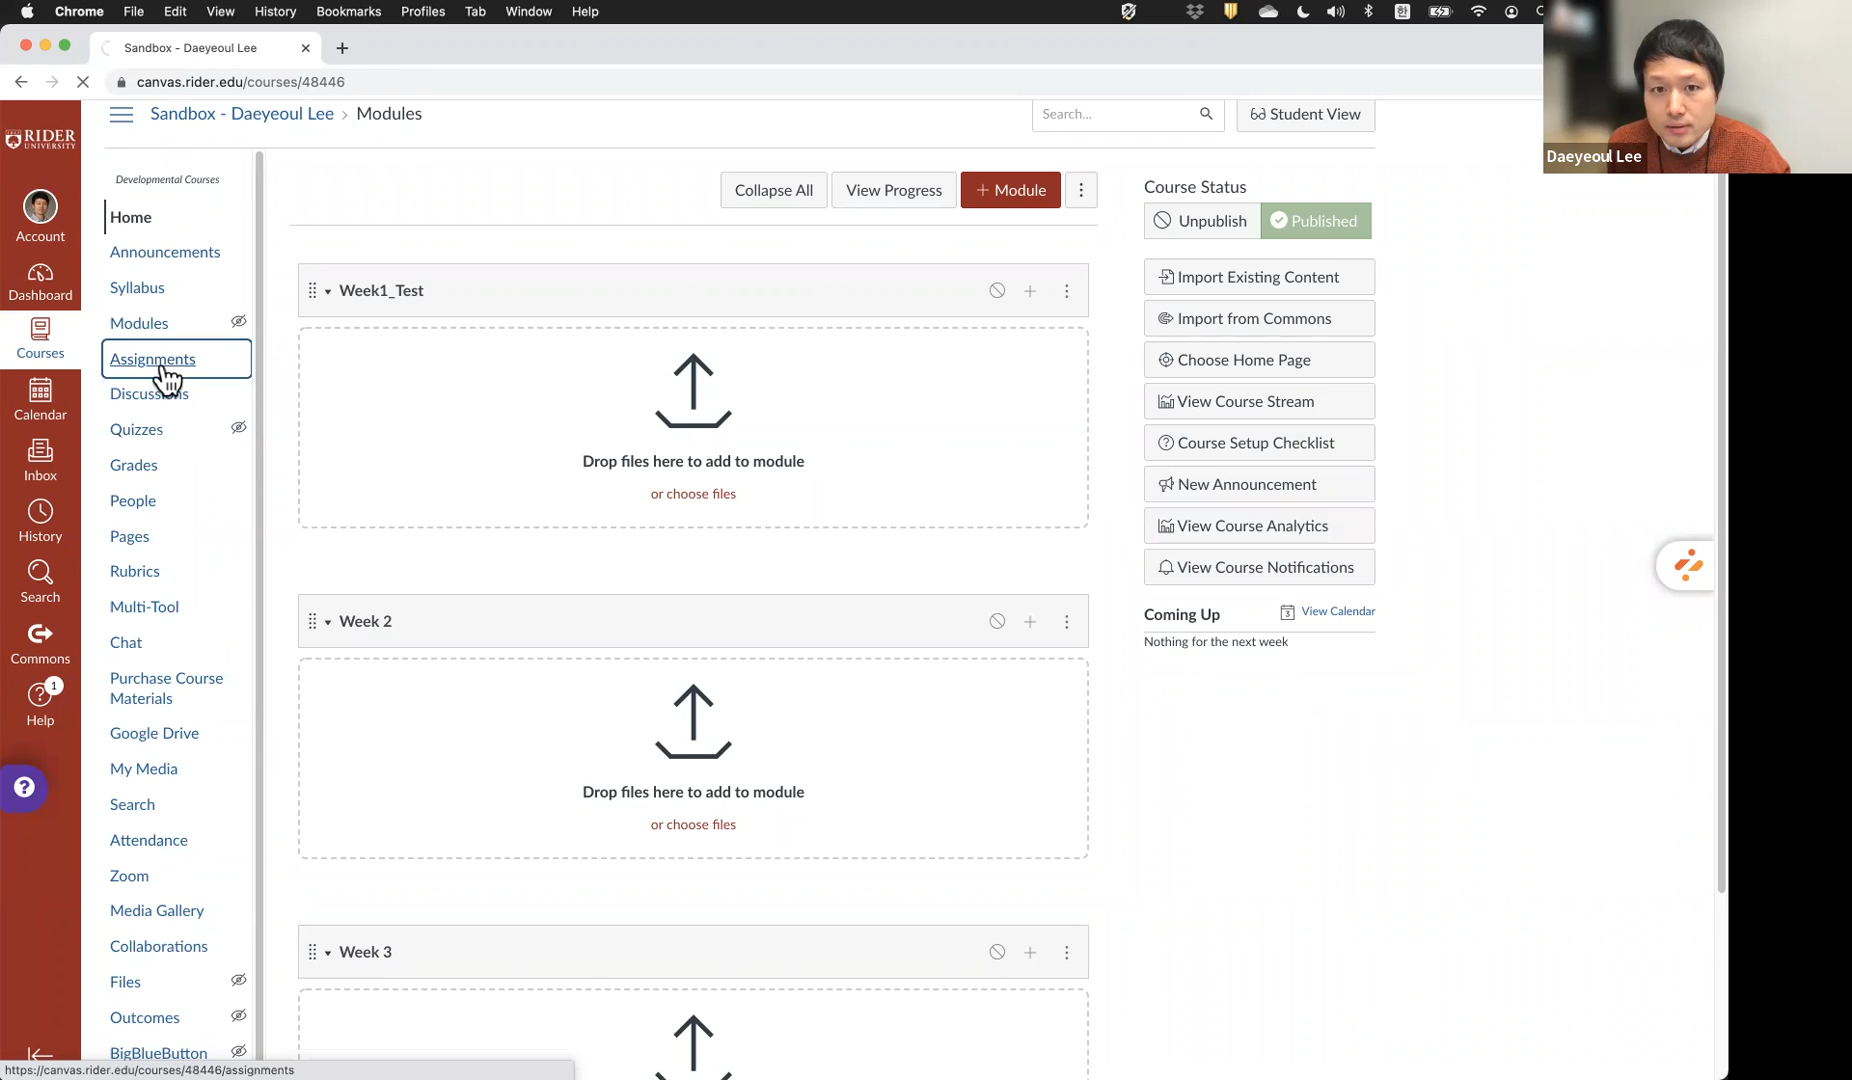 Chrome File Edit View History Bookmarks Profiles Tab Window Help
한
Sandbox - Daeyeoul Lee
canvas.rider.edu/courses/48446
Sandbox - Daeyeoul Lee › Modules
Search...
Student View
Daeyeoul Lee
RIDER
UNIVERSITY
Account
Dashboard
Courses
Calendar
Inbox
History
Search
Commons
1
Help
Developmental Courses
Home
Announcements
Syllabus
Modules
Assignments
Discussions
Quizzes
Grades
People
Pages
Rubrics
Multi-Tool
Chat
Purchase Course
Materials
Google Drive
My Media
Search
Attendance
Zoom
Media Gallery
Collaborations
Files
Outcomes
BigBlueButton
Collapse All
View Progress
+ Module
Week1_Test
Drop files here to add to module
or choose files
Week 2
Drop files here to add to module
or choose files
Week 3
Course Status
Unpublish
Published
Import Existing Content
Import from Commons
Choose Home Page
View Course Stream
Course Setup Checklist
New Announcement
View Course Analytics
View Course Notifications
Coming Up
3
View Calendar
Nothing for the next week
https://canvas.rider.edu/courses/48446/assignments